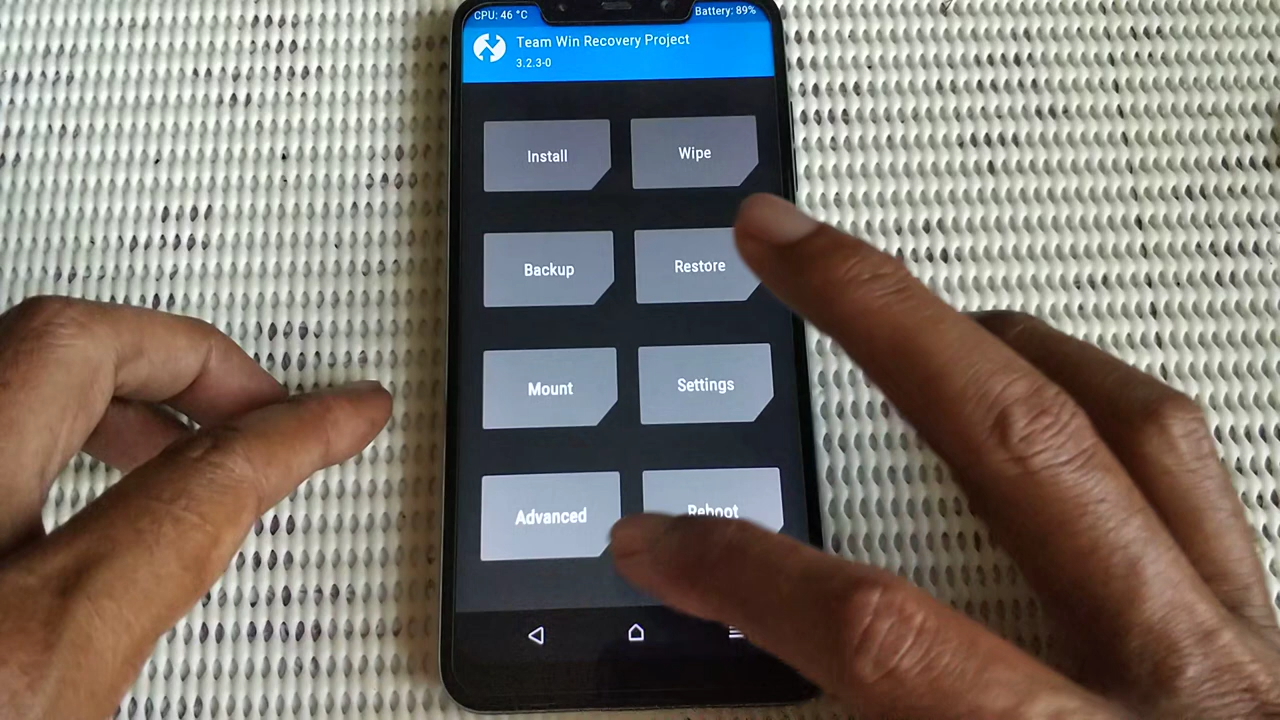 CPU: 46 °C Battery: 89%
Team Win Recovery Project
3.2.3-0
Install Wipe
Backup Restore
Mount Settings
Advanced Reboot